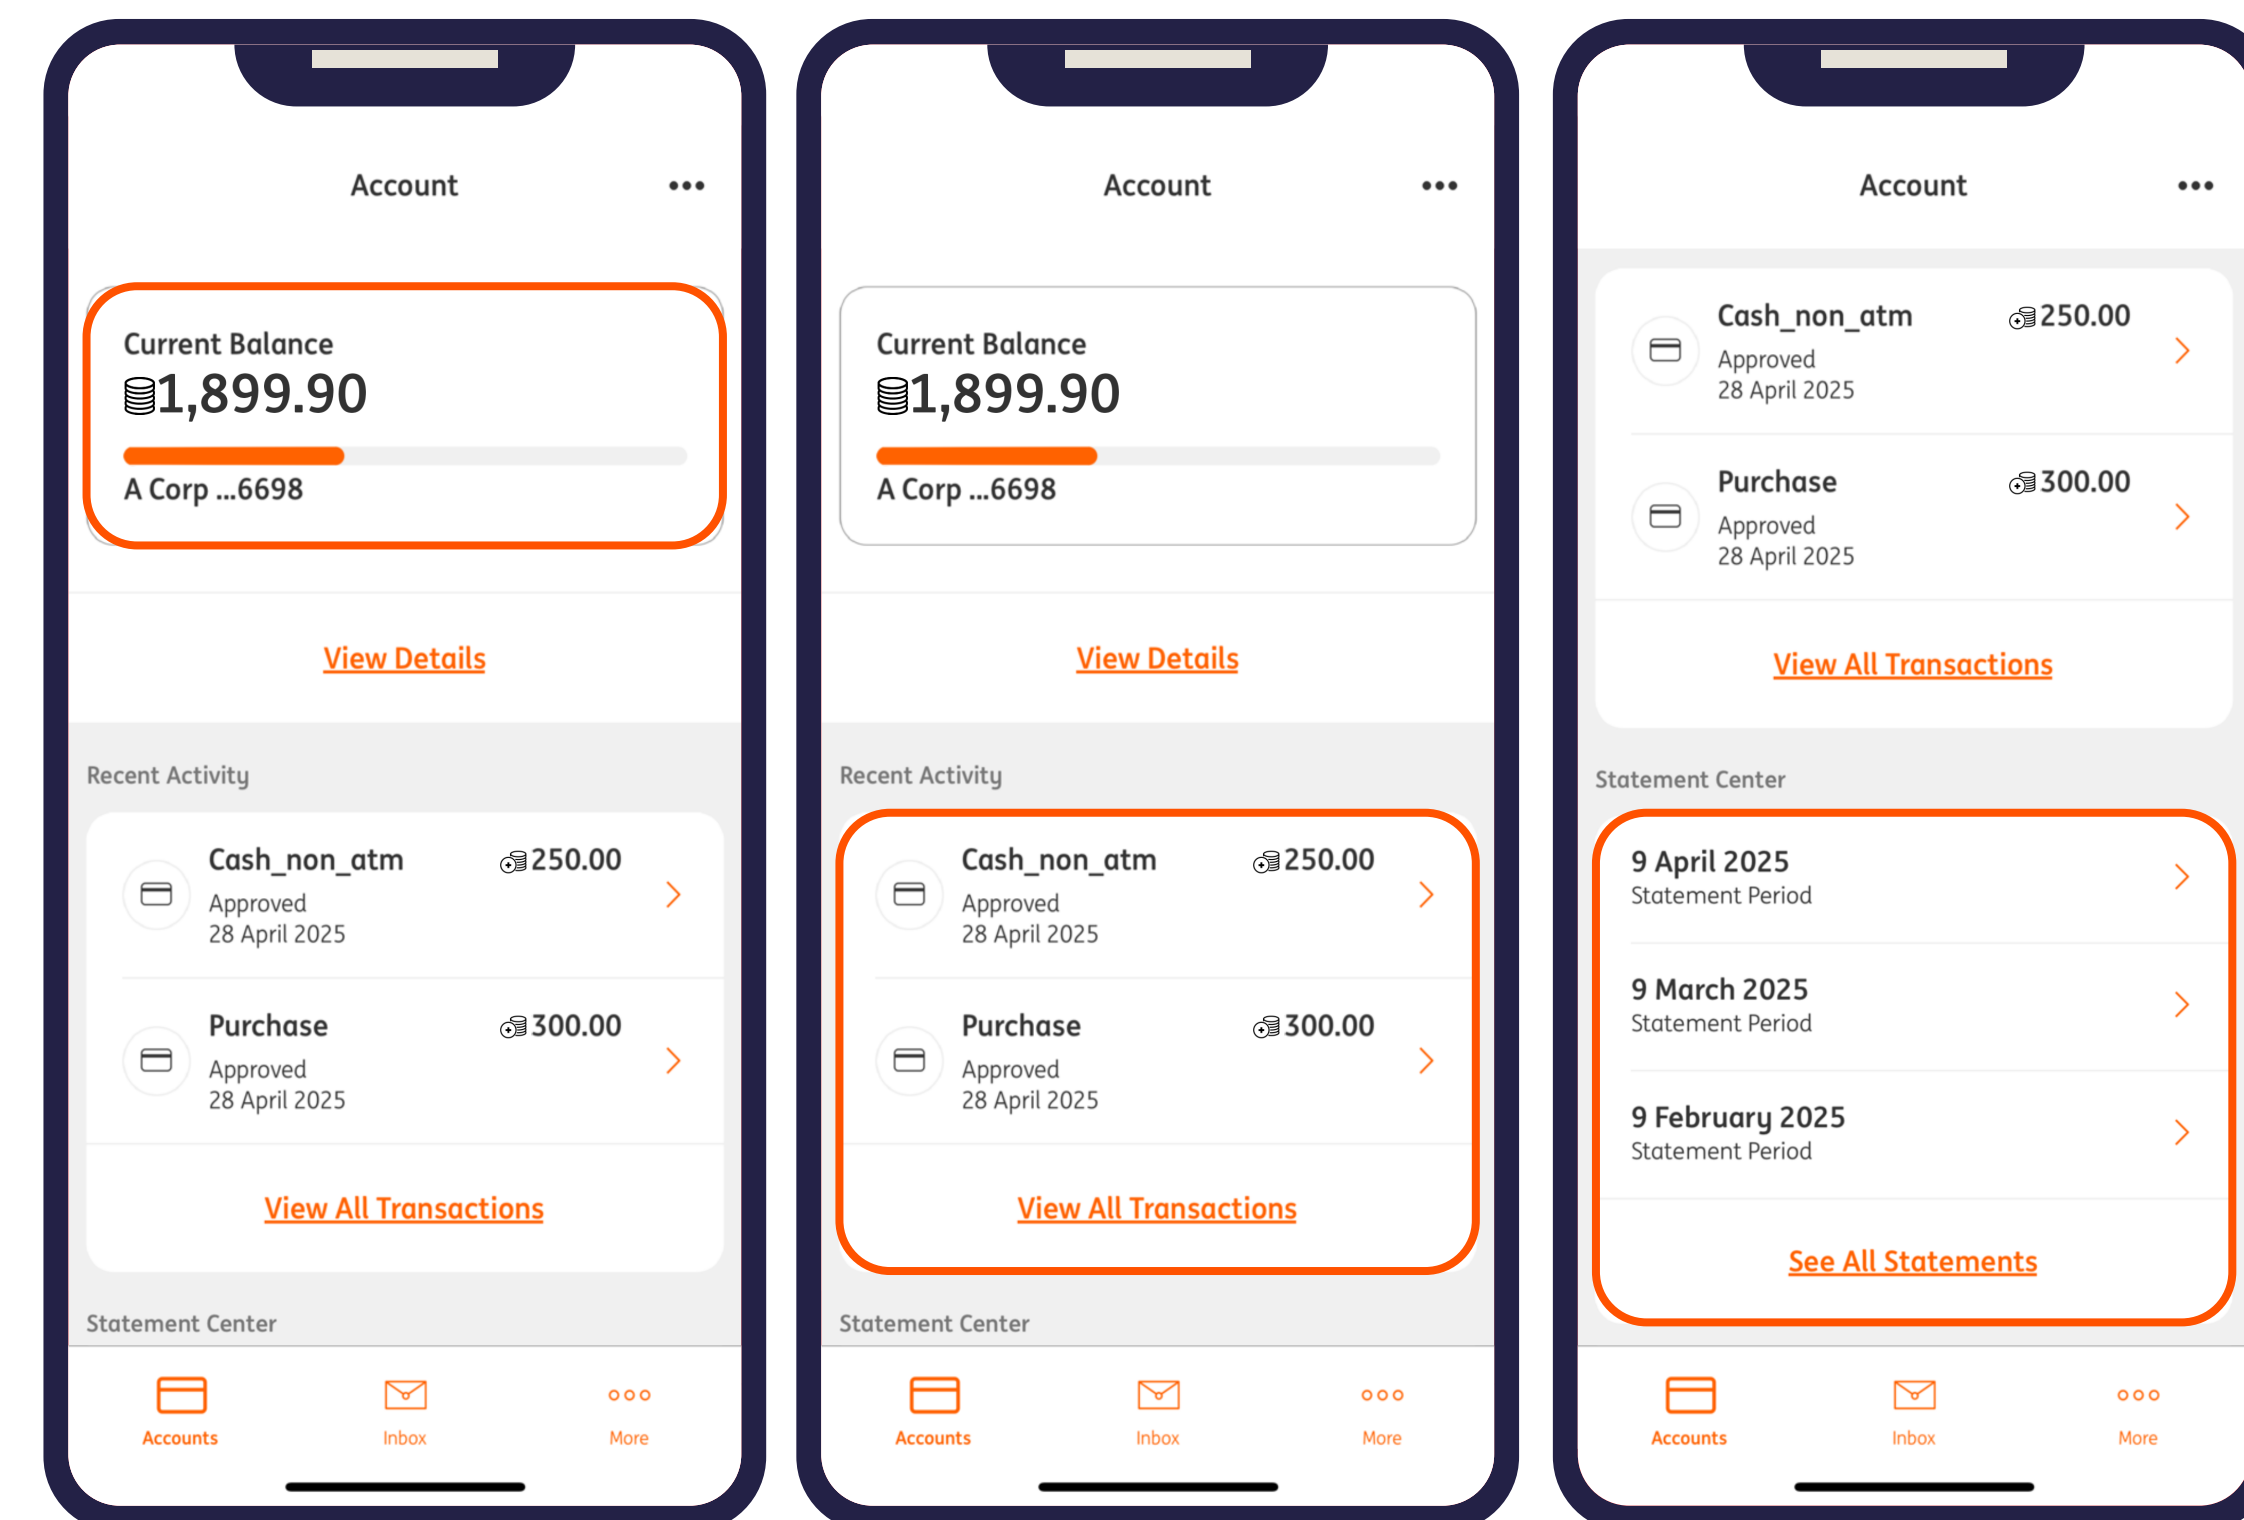 Account
Current Balance
1,899.90
A Corp ...6698
View Details
Recent Activity
Cash_non_atm 250.00
Approved
28 April 2025
Purchase 300.00
Approved
28 April 2025
View All Transactions
Statement Center
Accounts Inbox More
Account
Current Balance
1,899.90
A Corp ...6698
View Details
Recent Activity
Cash_non_atm 250.00
Approved
28 April 2025
Purchase 300.00
Approved
28 April 2025
View All Transactions
Statement Center
Accounts Inbox More
Account
Cash_non_atm 250.00
Approved
28 April 2025
Purchase 300.00
Approved
28 April 2025
View All Transactions
Statement Center
9 April 2025
Statement Period
9 March 2025
Statement Period
9 February 2025
Statement Period
See All Statements
Accounts Inbox More